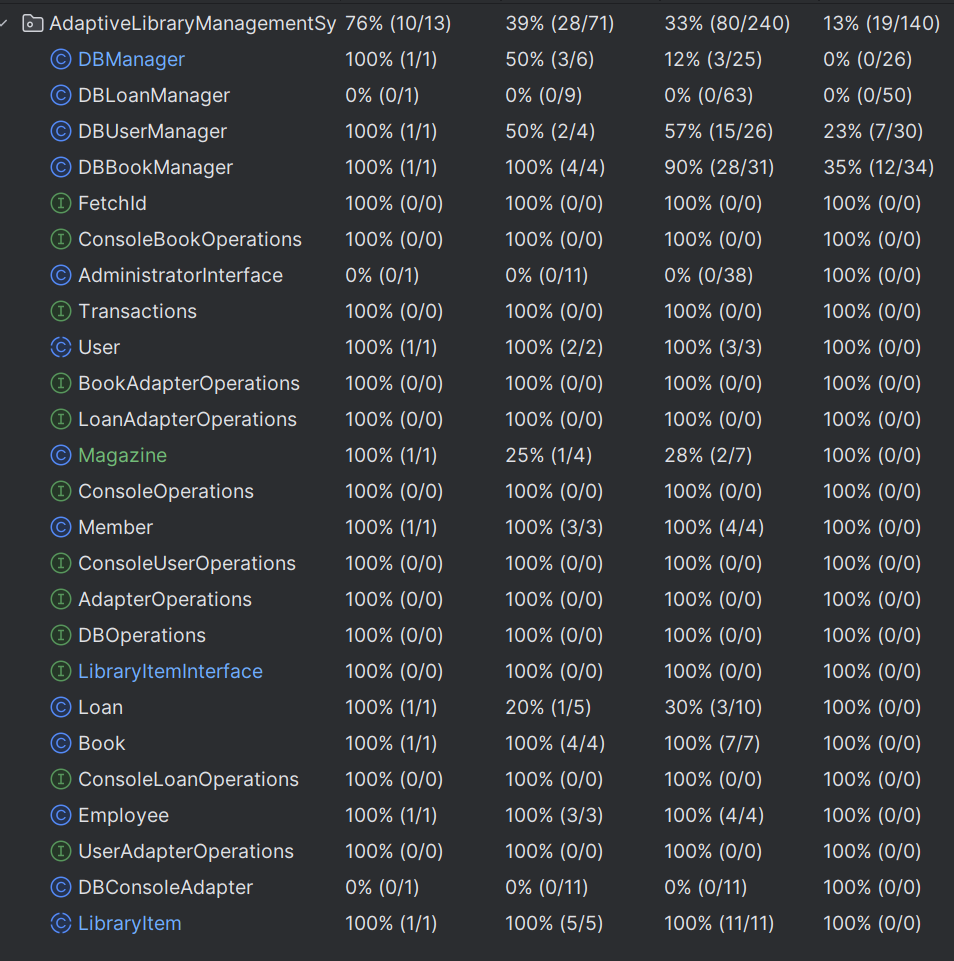 AdaptiveLibraryManagementSy 76% (10/13) 39% (28/71) 33% (80/240) 13% (19/140)
DBManager 100% (1/1) 50% (3/6) 12% (3/25) 0% (0/26)
DBLoanManager 0% (0/1) 0% (0/9) 0% (0/63) 0% (0/50)
DBUserManager 100% (1/1) 50% (2/4) 57% (15/26) 23% (7/30)
DBBookManager 100% (1/1) 100% (4/4) 90% (28/31) 35% (12/34)
FetchId 100% (0/0) 100% (0/0) 100% (0/0) 100% (0/0)
ConsoleBookOperations 100% (0/0) 100% (0/0) 100% (0/0) 100% (0/0)
AdministratorInterface 0% (0/1) 0% (0/11) 0% (0/38) 100% (0/0)
Transactions 100% (0/0) 100% (0/0) 100% (0/0) 100% (0/0)
User 100% (1/1) 100% (2/2) 100% (3/3) 100% (0/0)
BookAdapterOperations 100% (0/0) 100% (0/0) 100% (0/0) 100% (0/0)
LoanAdapterOperations 100% (0/0) 100% (0/0) 100% (0/0) 100% (0/0)
Magazine 100% (1/1) 25% (1/4) 28% (2/7) 100% (0/0)
ConsoleOperations 100% (0/0) 100% (0/0) 100% (0/0) 100% (0/0)
Member 100% (1/1) 100% (3/3) 100% (4/4) 100% (0/0)
ConsoleUserOperations 100% (0/0) 100% (0/0) 100% (0/0) 100% (0/0)
AdapterOperations 100% (0/0) 100% (0/0) 100% (0/0) 100% (0/0)
DBOperations 100% (0/0) 100% (0/0) 100% (0/0) 100% (0/0)
LibraryItemInterface 100% (0/0) 100% (0/0) 100% (0/0) 100% (0/0)
Loan 100% (1/1) 20% (1/5) 30% (3/10) 100% (0/0)
Book 100% (1/1) 100% (4/4) 100% (7/7) 100% (0/0)
ConsoleLoanOperations 100% (0/0) 100% (0/0) 100% (0/0) 100% (0/0)
Employee 100% (1/1) 100% (3/3) 100% (4/4) 100% (0/0)
UserAdapterOperations 100% (0/0) 100% (0/0) 100% (0/0) 100% (0/0)
DBConsoleAdapter 0% (0/1) 0% (0/11) 0% (0/11) 100% (0/0)
LibraryItem 100% (1/1) 100% (5/5) 100% (11/11) 100% (0/0)